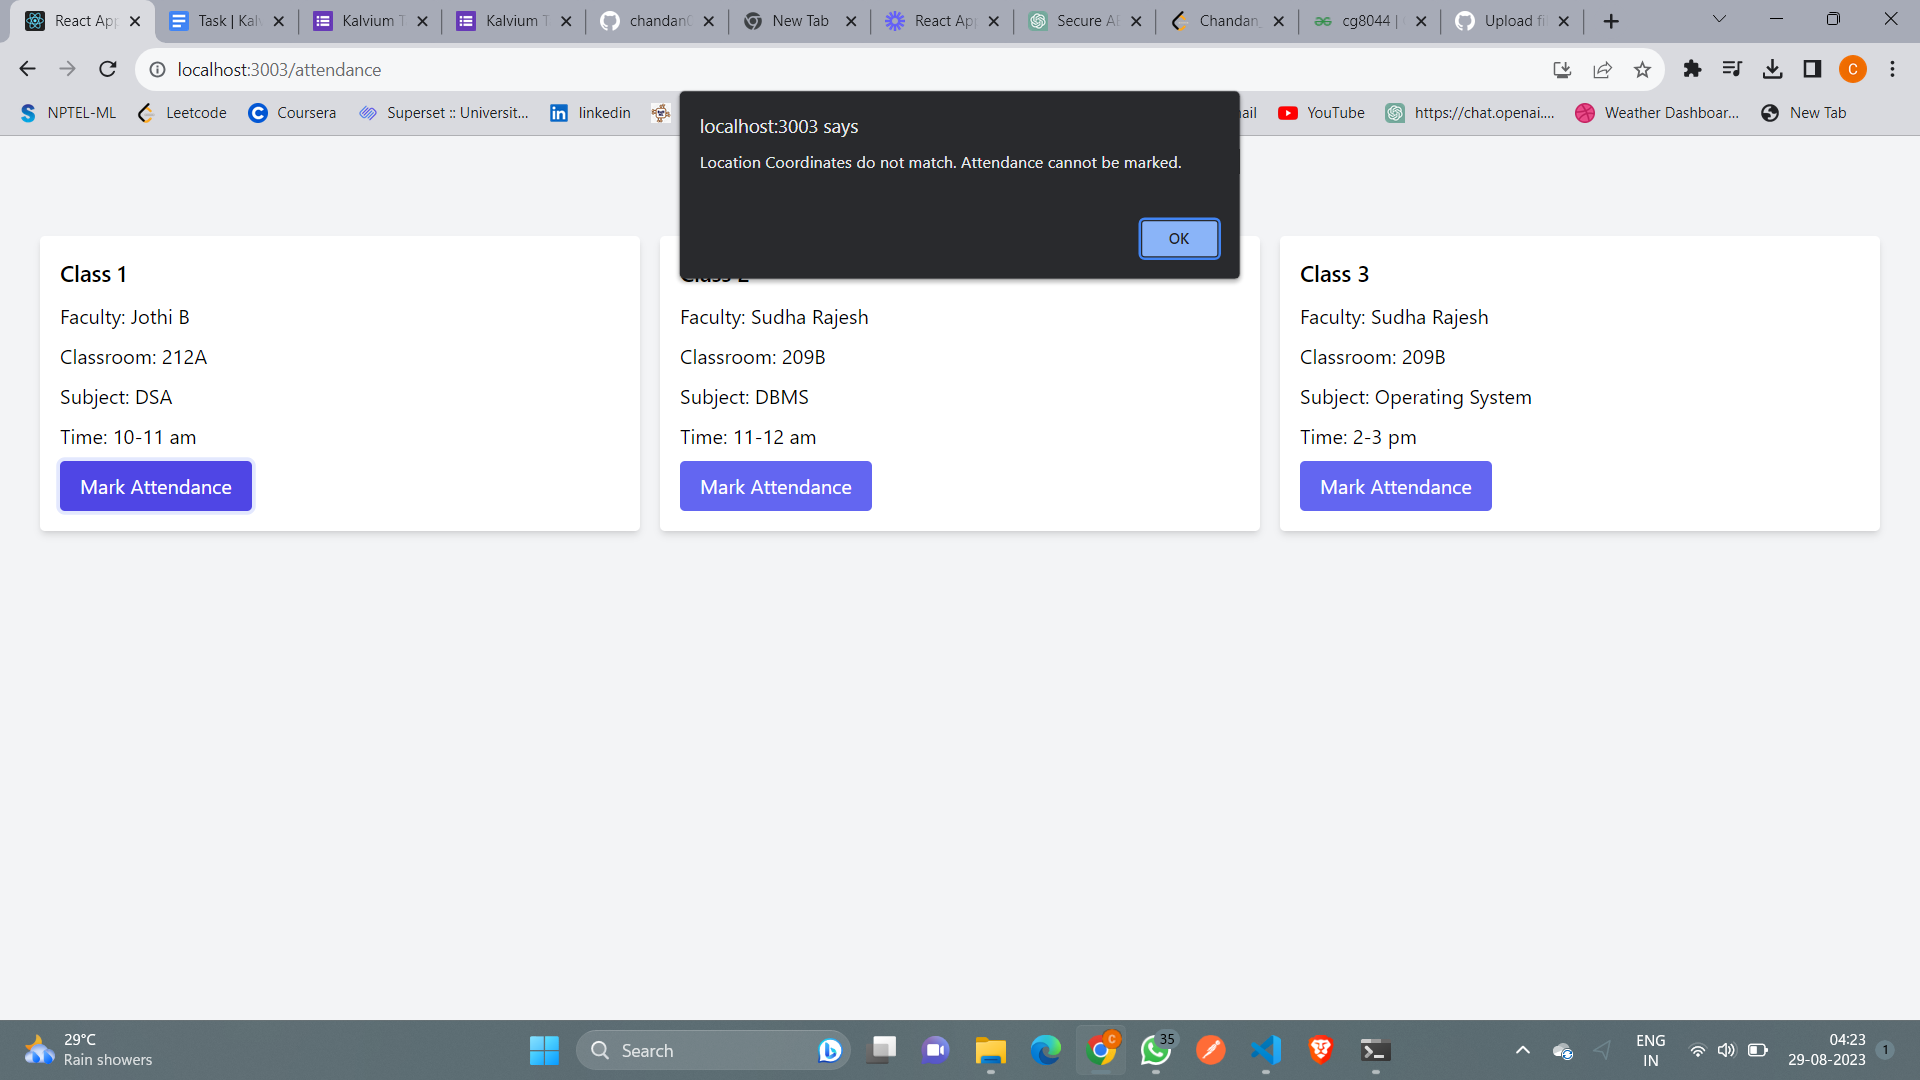 React App
Task | Kal
Kalvium T
Kalvium T
chandan
New Tab
React App
Secure A
Chandan_
cg8044 |
Upload fil
localhost:3003/attendance
C
NPTEL-ML
Leetcode
Coursera
Superset :: Universit...
linkedin
ail
YouTube
https://chat.openai....
Weather Dashboar...
New Tab
localhost:3003 says
Location Coordinates do not match. Attendance cannot be marked.
OK
Class 1
Faculty: Jothi B
Classroom: 212A
Subject: DSA
Time: 10-11 am
Mark Attendance
Class 2
Faculty: Sudha Rajesh
Classroom: 209B
Subject: DBMS
Time: 11-12 am
Mark Attendance
Class 3
Faculty: Sudha Rajesh
Classroom: 209B
Subject: Operating System
Time: 2-3 pm
Mark Attendance
29°C
Rain showers
Search
C
35
ENG
IN
04:23
29-08-2023
1